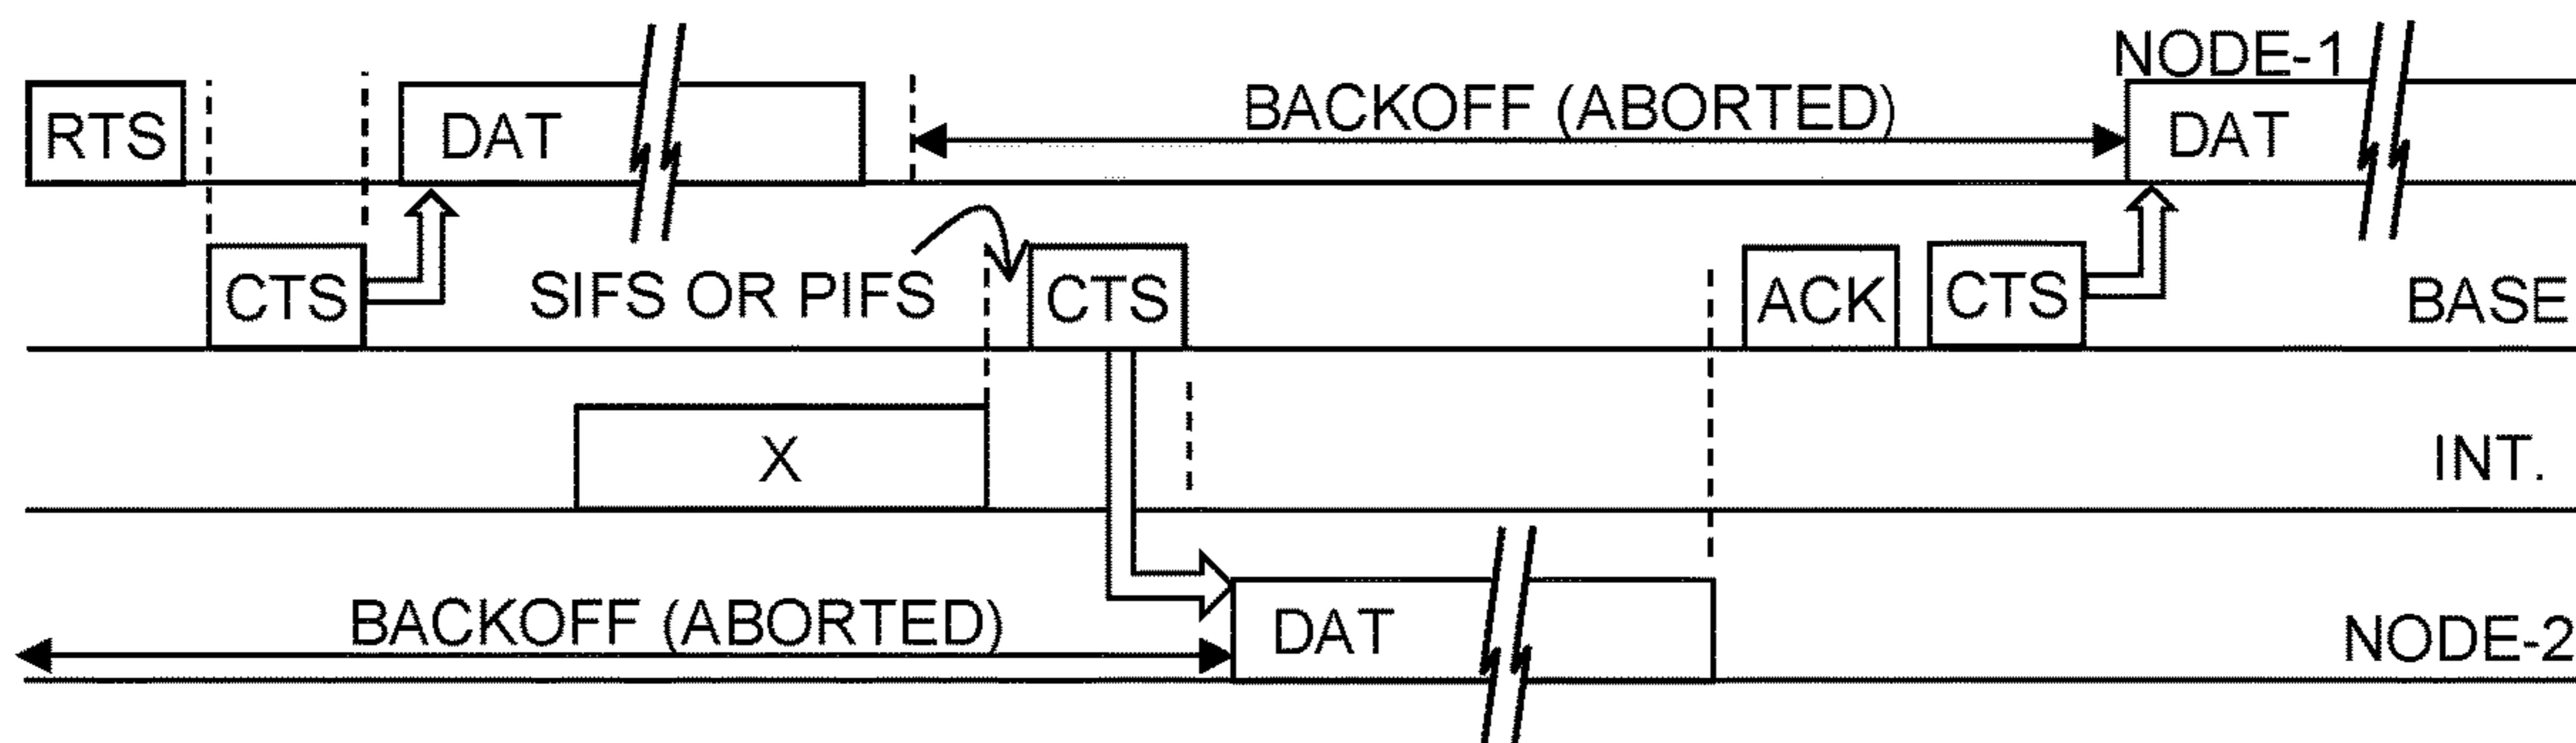 NODE-1
RTS
DAT
BACKOFF (ABORTED)
DAT
CTS
SIFS OR PIFS
CTS
ACK
CTS
BASE
X
INT.
BACKOFF (ABORTED)
DAT
NODE-2